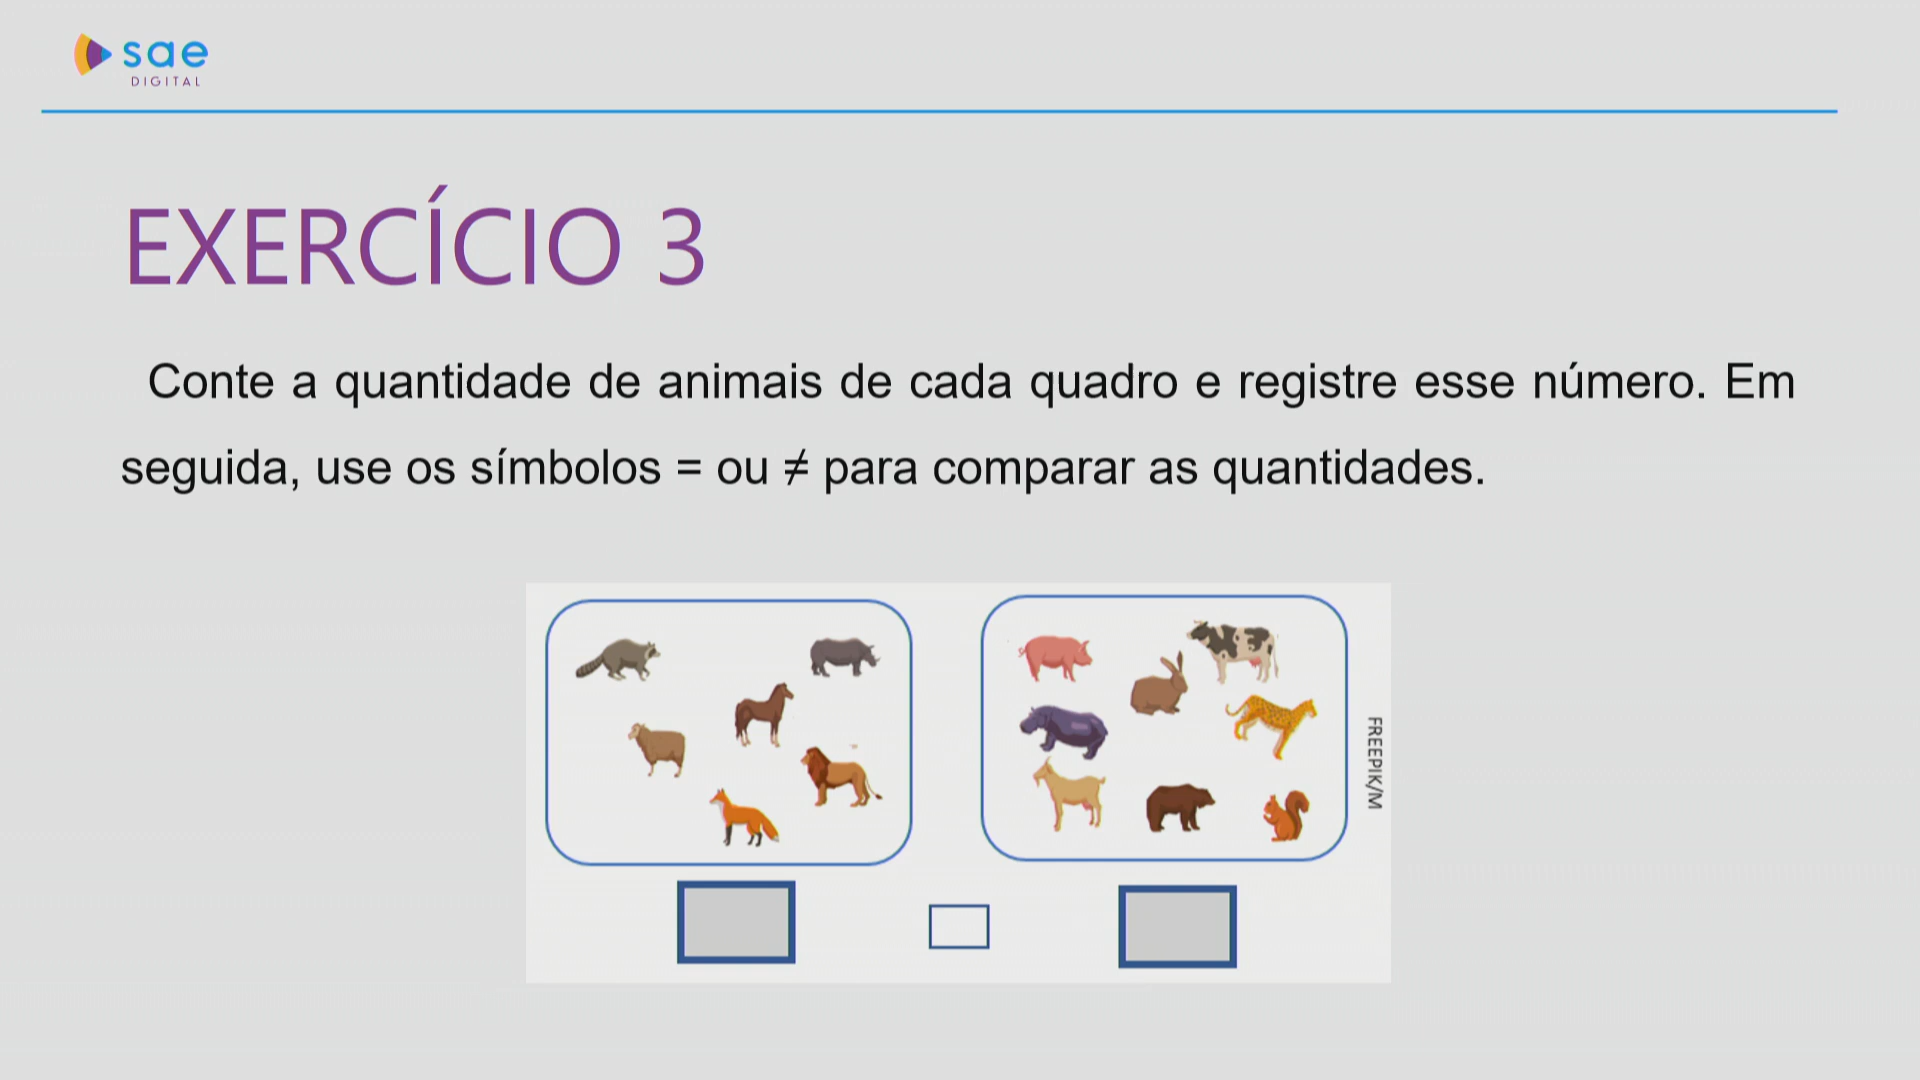 sae
DIGITAL
EXERCÍCIO 3
Conte a quantidade de animais de cada quadro e registre esse número. Em
seguida, use os símbolos = ou ≠ para comparar as quantidades.
FREEPIK/M